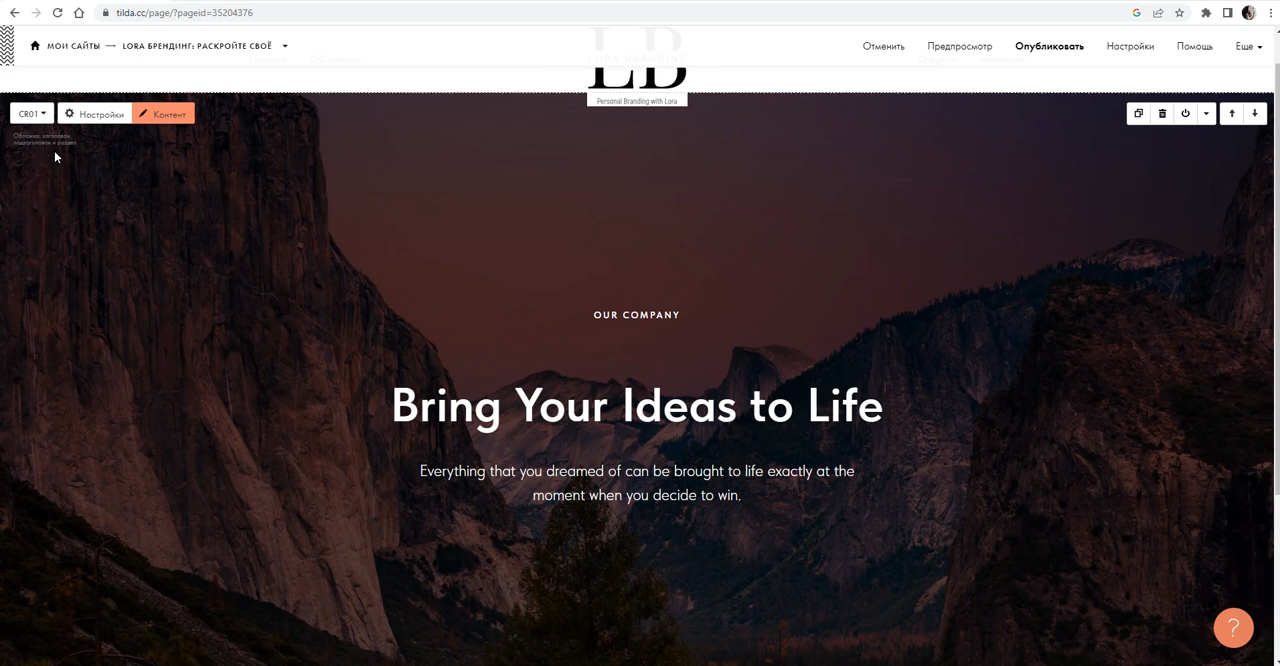 tilda.cc/page/?pageid=35204376
МОИ САЙТЫ — LORA БРЕНДИНГ: РАСКРОЙТЕ СВОЁ
Отменить Предпросмотр Опубликовать Настройки Помощь Еще
LB
Personal Branding with Lora
CR01 Настройки Контент
Обложка: заголовок,
подзаголовок и раздел
OUR COMPANY
Bring Your Ideas to Life
Everything that you dreamed of can be brought to life exactly at the
moment when you decide to win.
?